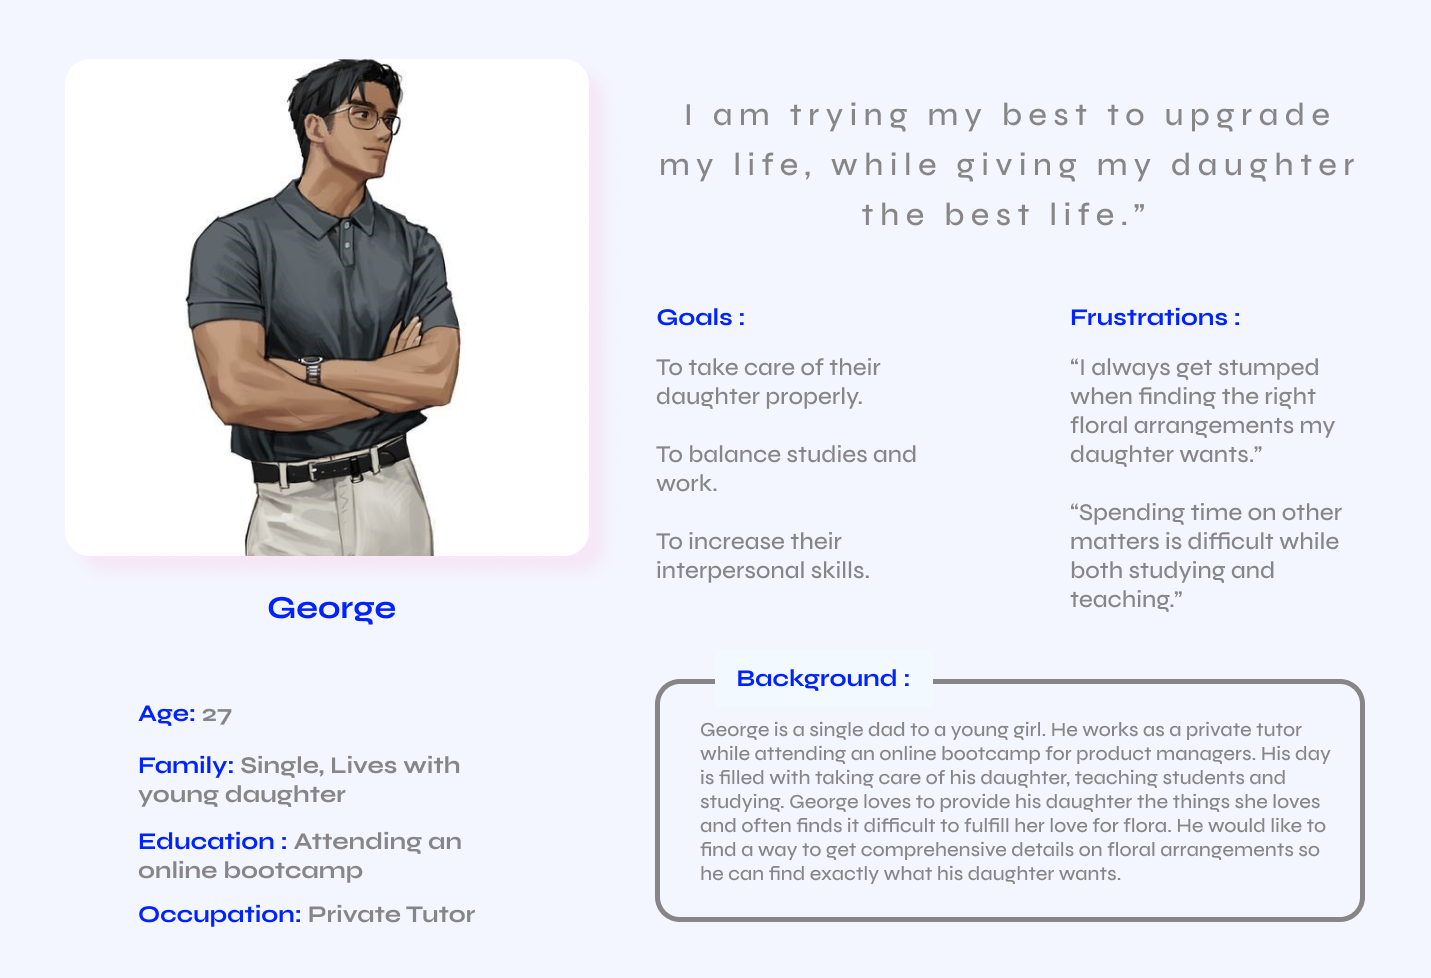 I am trying my best to upgrade
my life, while giving my daughter
the best life.”
George
Age: 27
Family: Single, Lives with
young daughter
Education : Attending an
online bootcamp
Occupation: Private Tutor
Goals :
To take care of their
daughter properly.
To balance studies and
work.
To increase their
interpersonal skills.
Frustrations :
“I always get stumped
when finding the right
floral arrangements my
daughter wants.”
“Spending time on other
matters is difficult while
both studying and
teaching.”
Background :
George is a single dad to a young girl. He works as a private tutor
while attending an online bootcamp for product managers. His day
is filled with taking care of his daughter, teaching students and
studying. George loves to provide his daughter the things she loves
and often finds it difficult to fulfill her love for flora. He would like to
find a way to get comprehensive details on floral arrangements so
he can find exactly what his daughter wants.